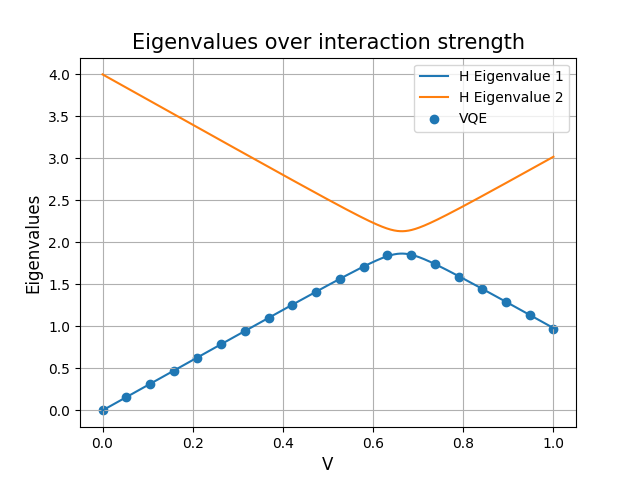 Eigenvalues over interaction strength
H Eigenvalue 1
H Eigenvalue 2
VQE
Eigenvalues
4.0
3.5
3.0
2.5
2.0
1.5
1.0
0.5
0.0
0.0 0.2 0.4 0.6 0.8 1.0
V